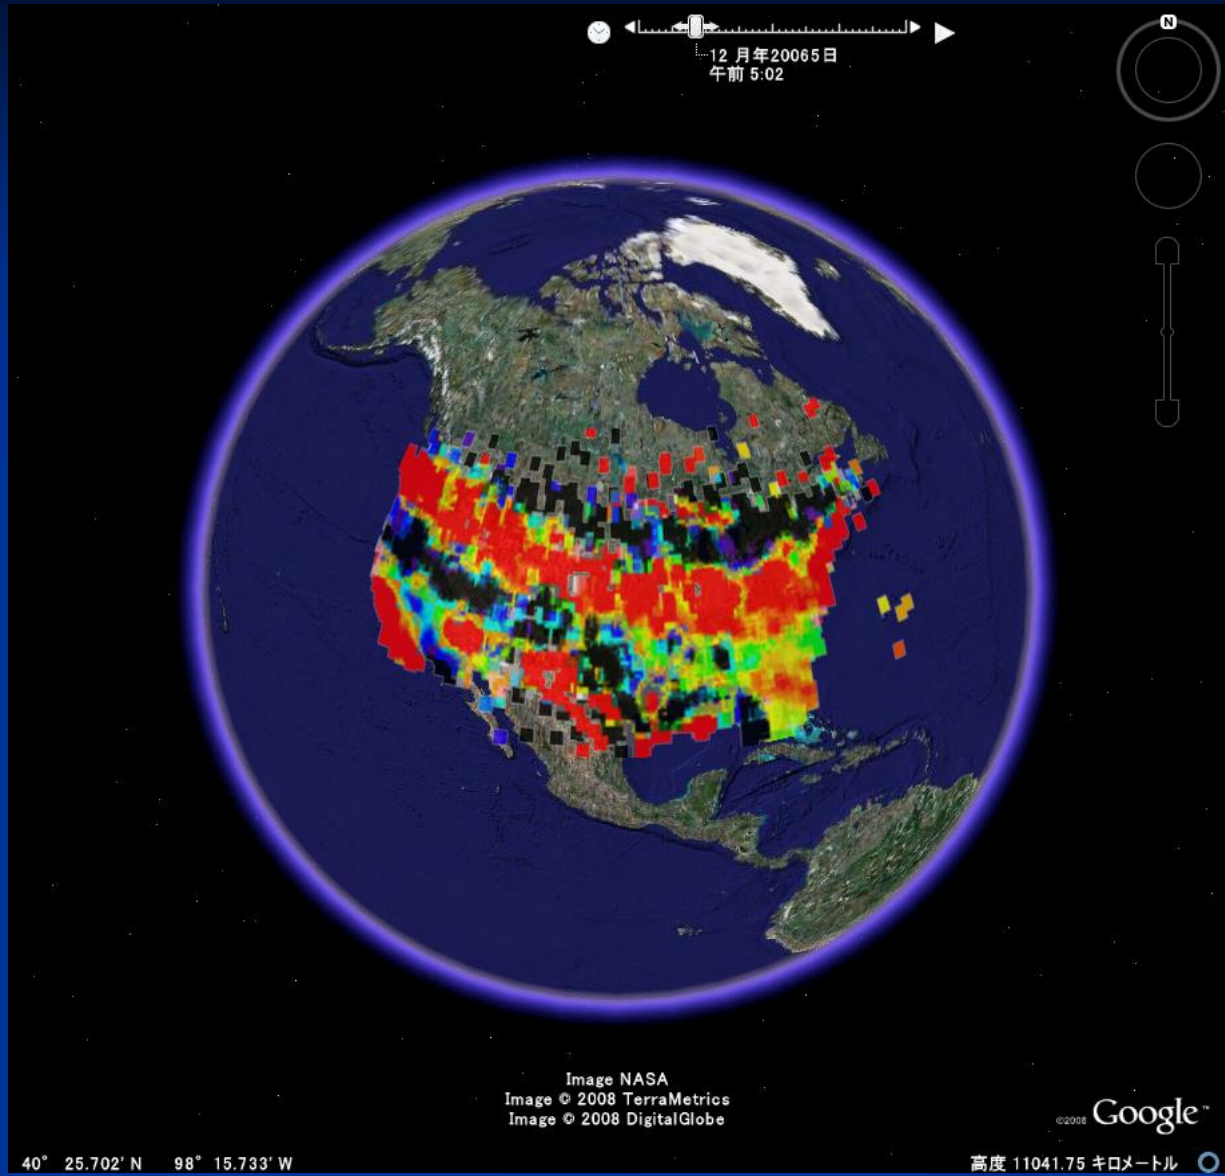 12 月年20065日
午前 5:02
N
Image NASA
Image © 2008 TerraMetrics
Image © 2008 DigitalGlobe
©2008 Google™
40° 25.702' N 98° 15.733' W
高度 11041.75 キロメートル